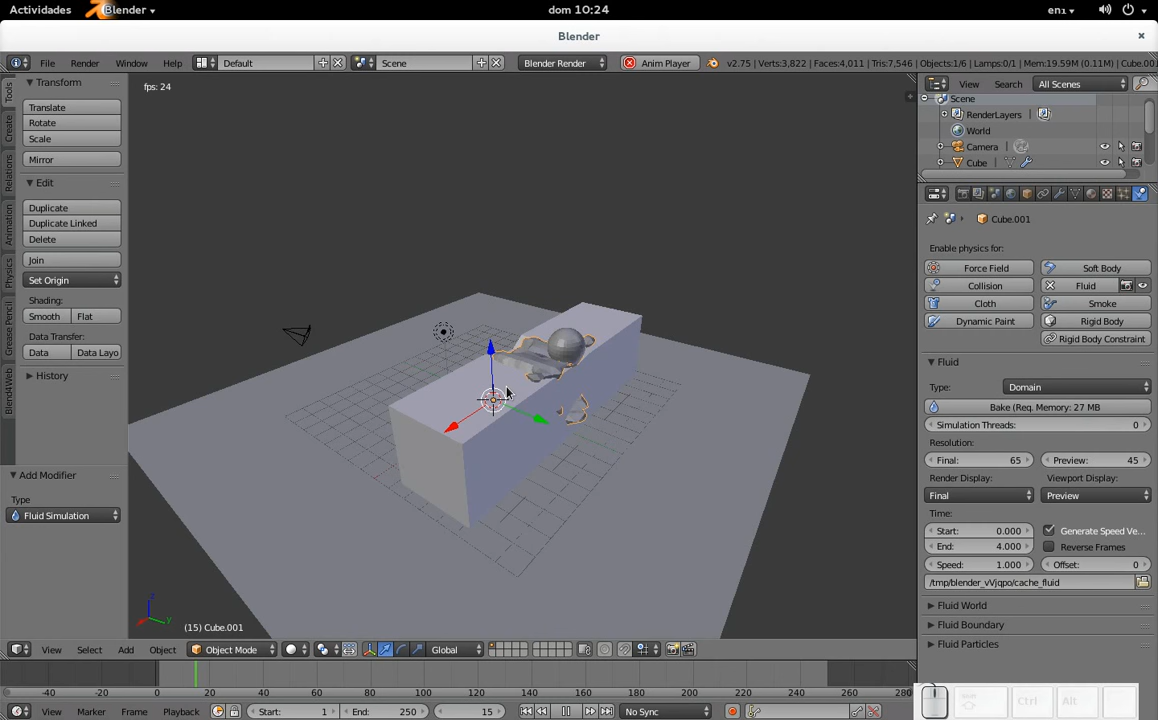 Actividades Blender ▾ dom 10:24 en1 ▾
Blender ×
File Render Window Help Default Scene Blender Render Anim Player v2.75 | Verts:3,822 | Faces:4,011 | Tris:7,546 | Objects:1/6 | Lamps:0/1 | Mem:19.59M (0.11M) | Cube.00
Tools
Create
Relations
Animation
Physics
Grease Pencil
Blend4Web
Transform
Translate
Rotate
Scale
Mirror
Edit
Duplicate
Duplicate Linked
Delete
Join
Set Origin
Shading:
Smooth Flat
Data Transfer:
Data Data Layo
History
Add Modifier
Type
Fluid Simulation
fps: 24
(15) Cube.001
z
y
View Search All Scenes
Scene
RenderLayers
World
Camera
Cube
Cube.001
Enable physics for:
Force Field Soft Body
Collision Fluid
Cloth Smoke
Dynamic Paint Rigid Body
Rigid Body Constraint
Fluid
Type: Domain
Bake (Req. Memory: 27 MB
Simulation Threads: 0
Resolution:
Final: 65 Preview: 45
Render Display: Viewport Display:
Final Preview
Time:
Start: 0.000 Generate Speed Ve...
End: 4.000 Reverse Frames
Speed: 1.000 Offset: 0
/tmp/blender_vVjqpo/cache_fluid
Fluid World
Fluid Boundary
Fluid Particles
View Select Add Object Object Mode Global
-40 -20 0 20 40 60 80 100 120 140 160 180 200 220 240 260 280
View Marker Frame Playback Start: 1 End: 250 15 No Sync
Ctrl Alt